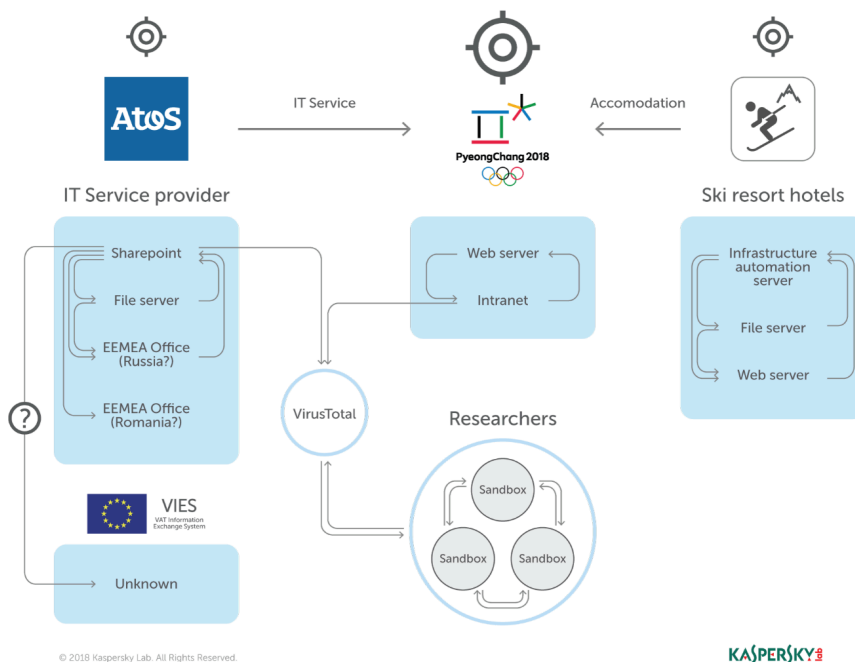 Atos
IT Service
PyeongChang 2018
Accomodation
IT Service provider
Ski resort hotels
Sharepoint
File server
EEMEA Office
(Russia?)
EEMEA Office
(Romania?)
Web server
Intranet
Infrastructure
automation
server
File server
Web server
?
VirusTotal
Researchers
Sandbox
Sandbox
Sandbox
VIES
VAT Information
Exchange System
Unknown
© 2018 Kaspersky Lab. All Rights Reserved.
KASPERSKY lab